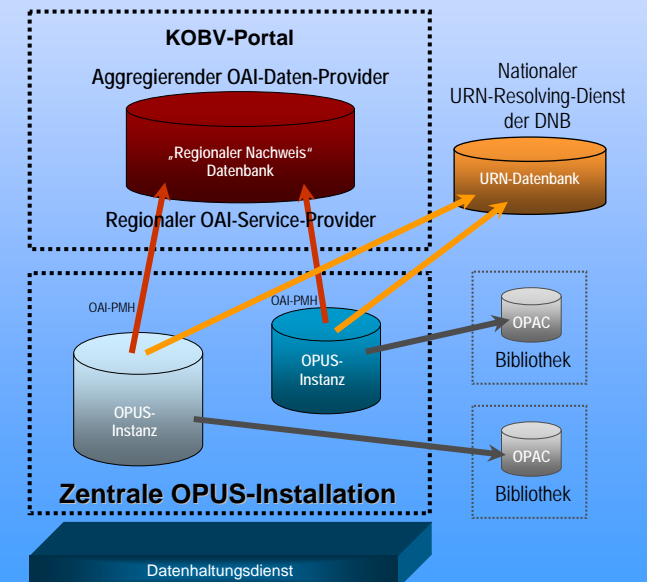 KOBV-Portal
Aggregierender OAI-Daten-Provider
„Regionaler Nachweis“
Datenbank
Regionaler OAI-Service-Provider
Nationaler
URN-Resolving-Dienst
der DNB
URN-Datenbank
OAI-PMH
OAI-PMH
OPUS-
Instanz
OPUS-
Instanz
OPAC
Bibliothek
OPAC
Bibliothek
Zentrale OPUS-Installation
Datenhaltungsdienst